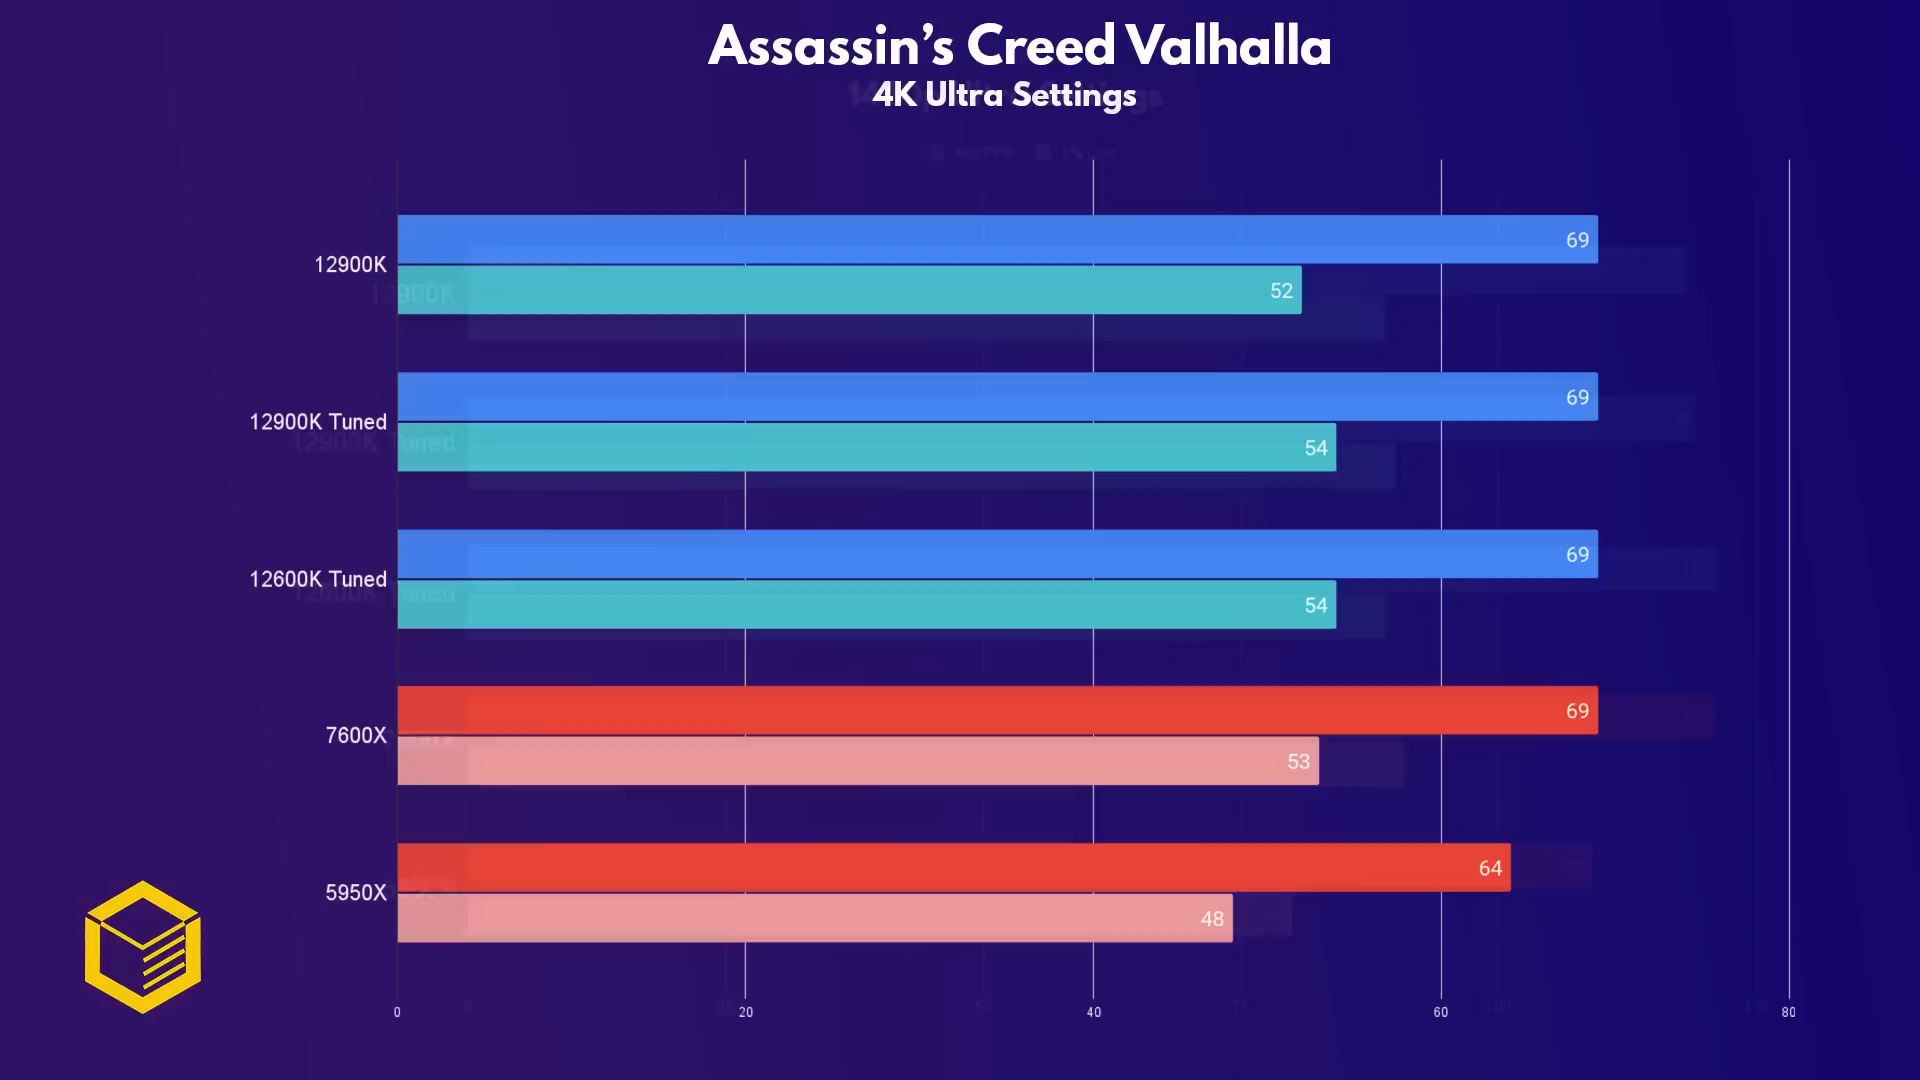 Assassin’s Creed Valhalla
4K Ultra Settings
12900K
69
52
12900K Tuned
69
54
12600K Tuned
69
54
7600X
69
53
5950X
64
48
0
20
40
60
80